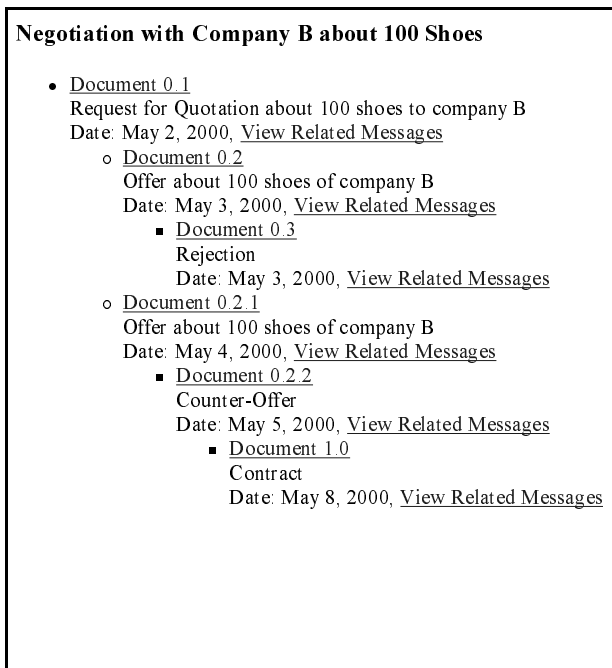 Negotiation with Company B about 100 Shoes
Document 0.1
Request for Quotation about 100 shoes to company B
Date: May 2, 2000, View Related Messages
Document 0.2
Offer about 100 shoes of company B
Date: May 3, 2000, View Related Messages
Document 0.3
Rejection
Date: May 3, 2000, View Related Messages
Document 0.2.1
Offer about 100 shoes of company B
Date: May 4, 2000, View Related Messages
Document 0.2.2
Counter-Offer
Date: May 5, 2000, View Related Messages
Document 1.0
Contract
Date: May 8, 2000, View Related Messages